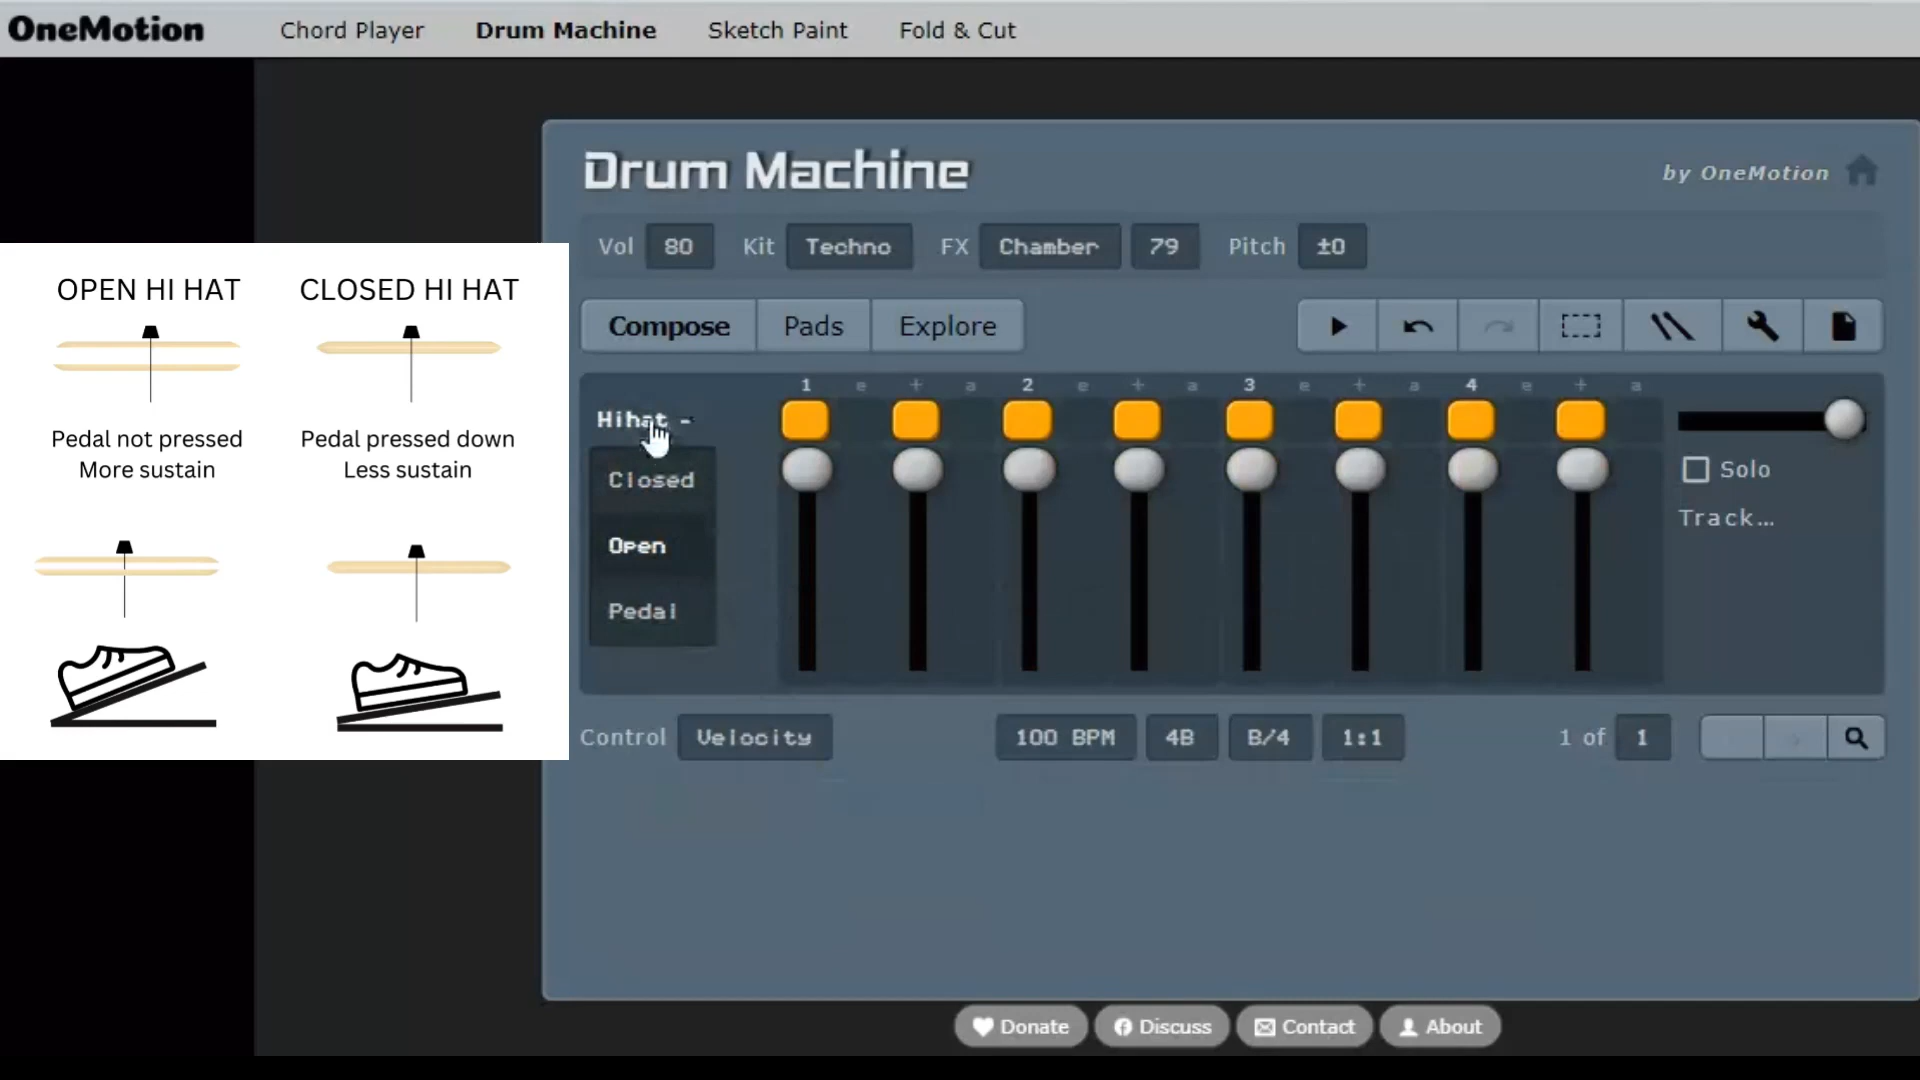 OneMotion Chord Player Drum Machine Sketch Paint Fold & Cut
Drum Machine
by OneMotion
Vol 80 Kit Techno FX Chamber 79 Pitch ±0
Compose Pads Explore
1 e + a 2 e + a 3 e + a 4 e + a
Hihat -
Closed
Open
Pedal
Solo
Track...
Control Velocity 100 BPM 4B B/4 1:1 1 of 1
Donate Discuss Contact About
OPEN HI HAT
Pedal not pressed
More sustain
CLOSED HI HAT
Pedal pressed down
Less sustain